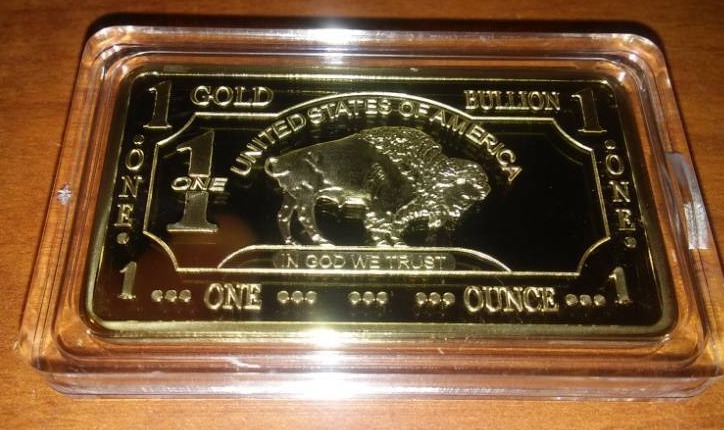 1 GOLD BULLION 1
UNITED STATES OF AMERICA
1
ONE
ONE
ONE
IN GOD WE TRUST
1 ONE OUNCE 1